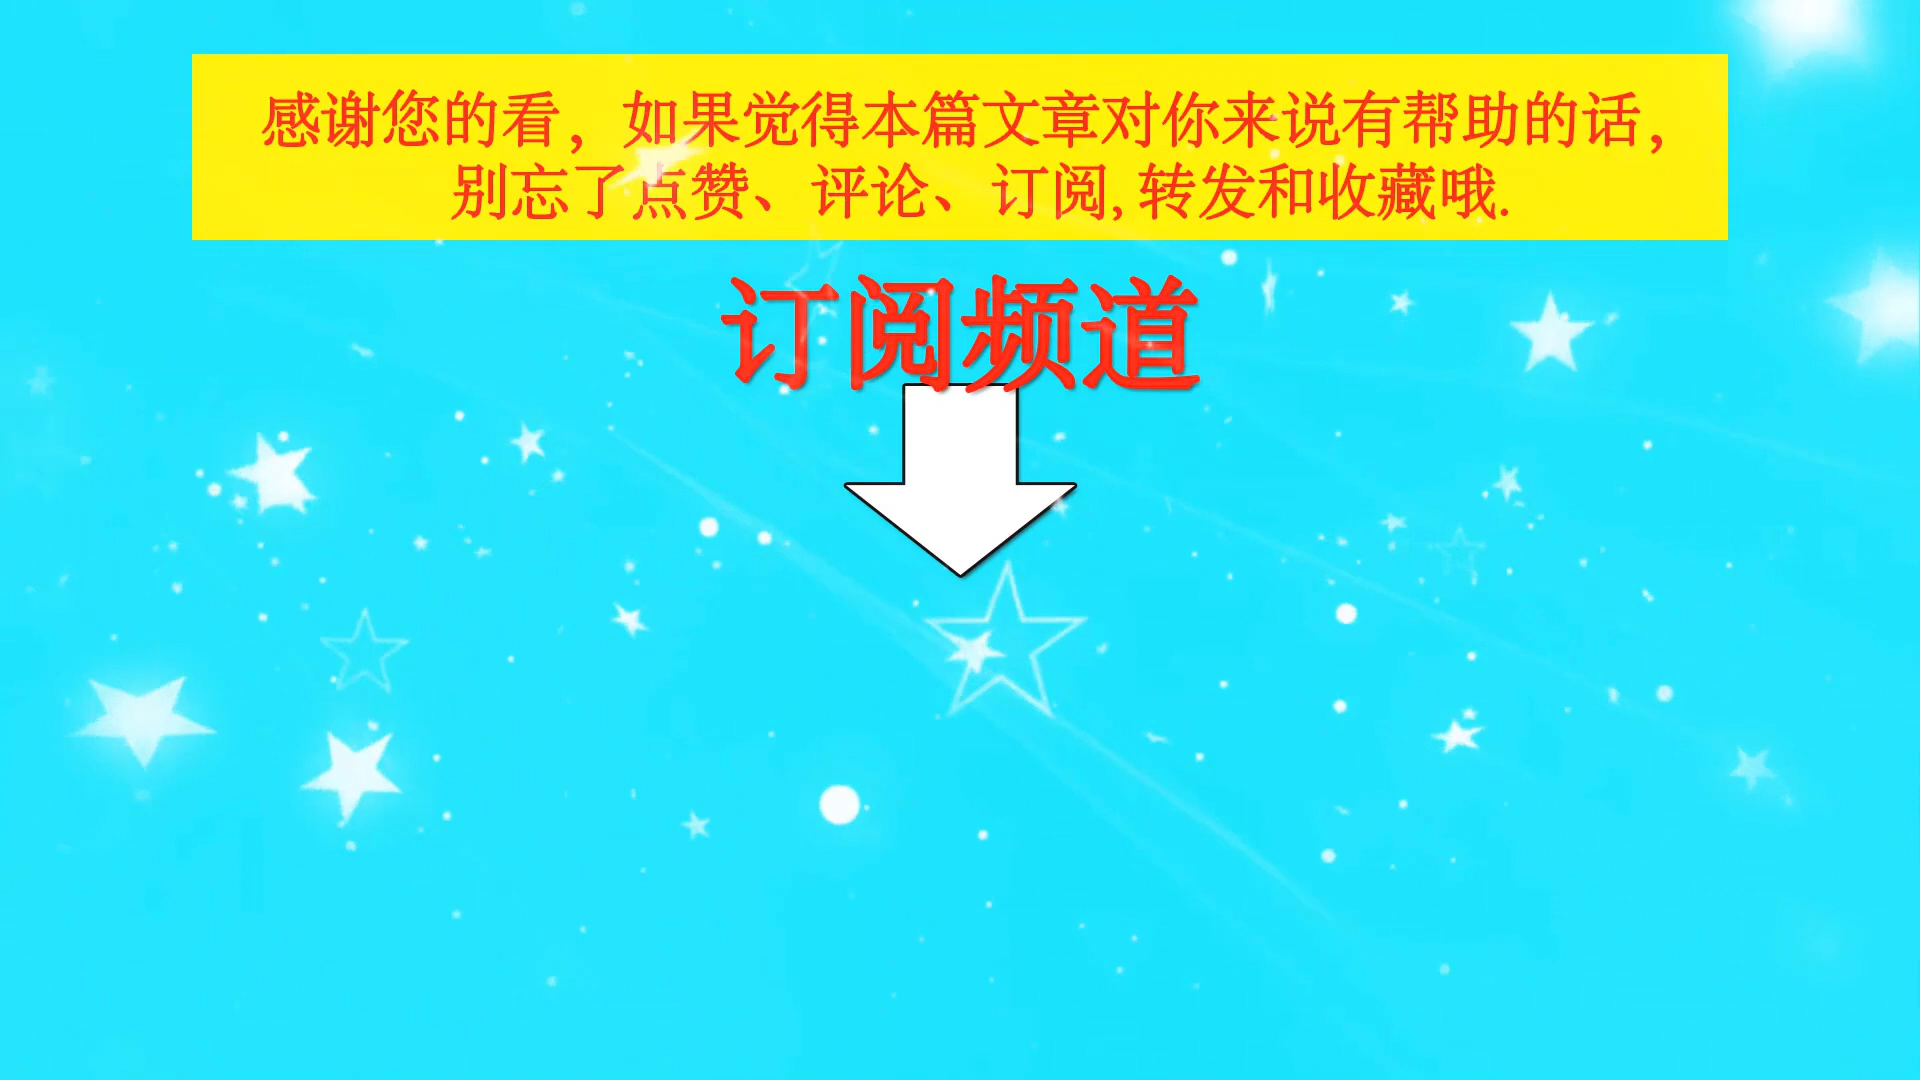 感谢您的看，如果觉得本篇文章对你来说有帮助的话，
别忘了点赞、评论、订阅,转发和收藏哦.
订阅频道